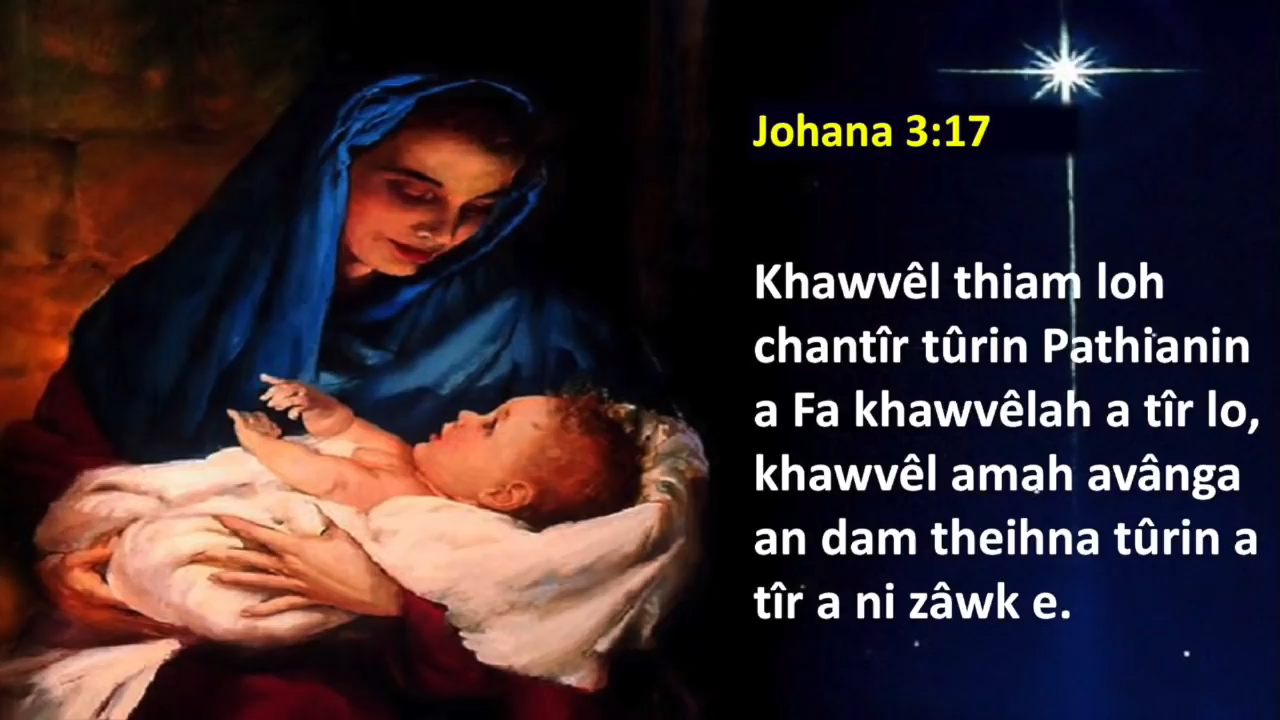 Johana 3:17
Khawvêl thiam loh
chantîr tûrin Pathianin
a Fa khawvêlah a tîr lo,
khawvêl amah avânga
an dam theihna tûrin a
tîr a ni zâwk e.